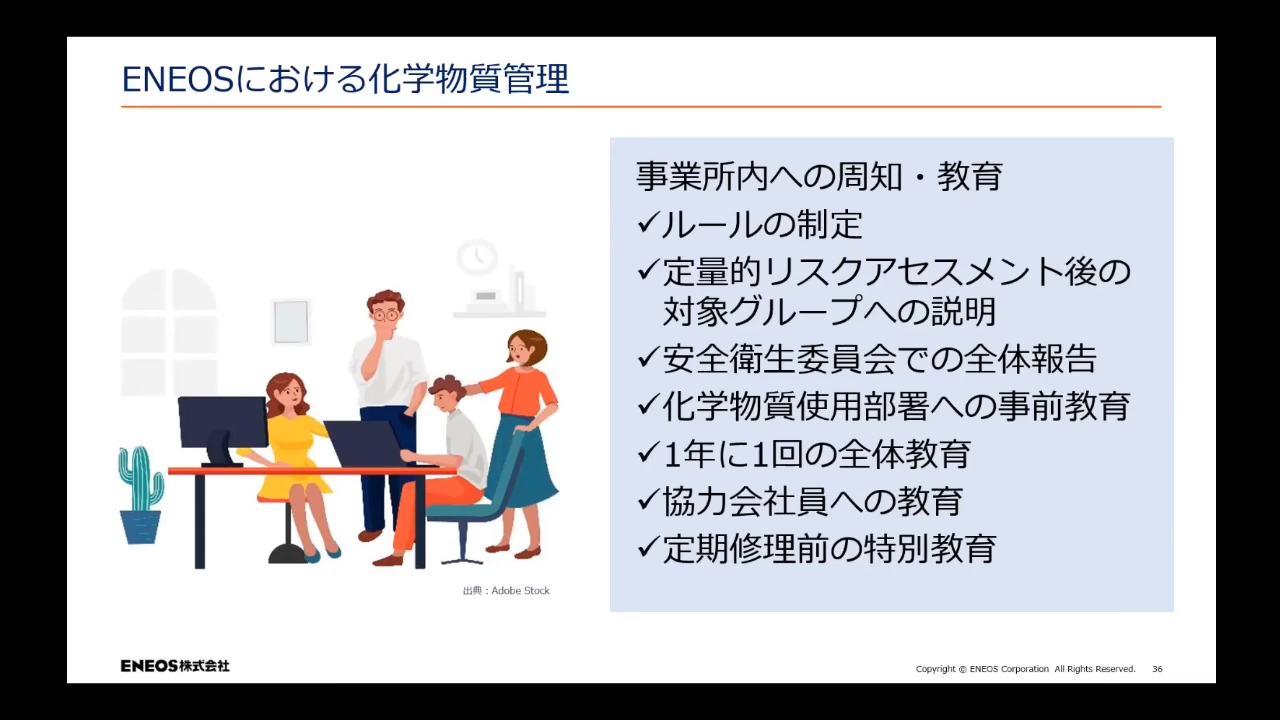 ENEOSにおける化学物質管理
事業所内への周知・教育
✓ルールの制定
✓定量的リスクアセスメント後の
対象グループへの説明
✓安全衛生委員会での全体報告
✓化学物質使用部署への事前教育
✓1年に1回の全体教育
✓協力会社員への教育
✓定期修理前の特別教育
出典：Adobe Stock
ENEOS株式会社
Copyright © ENEOS Corporation All Rights Reserved. 36